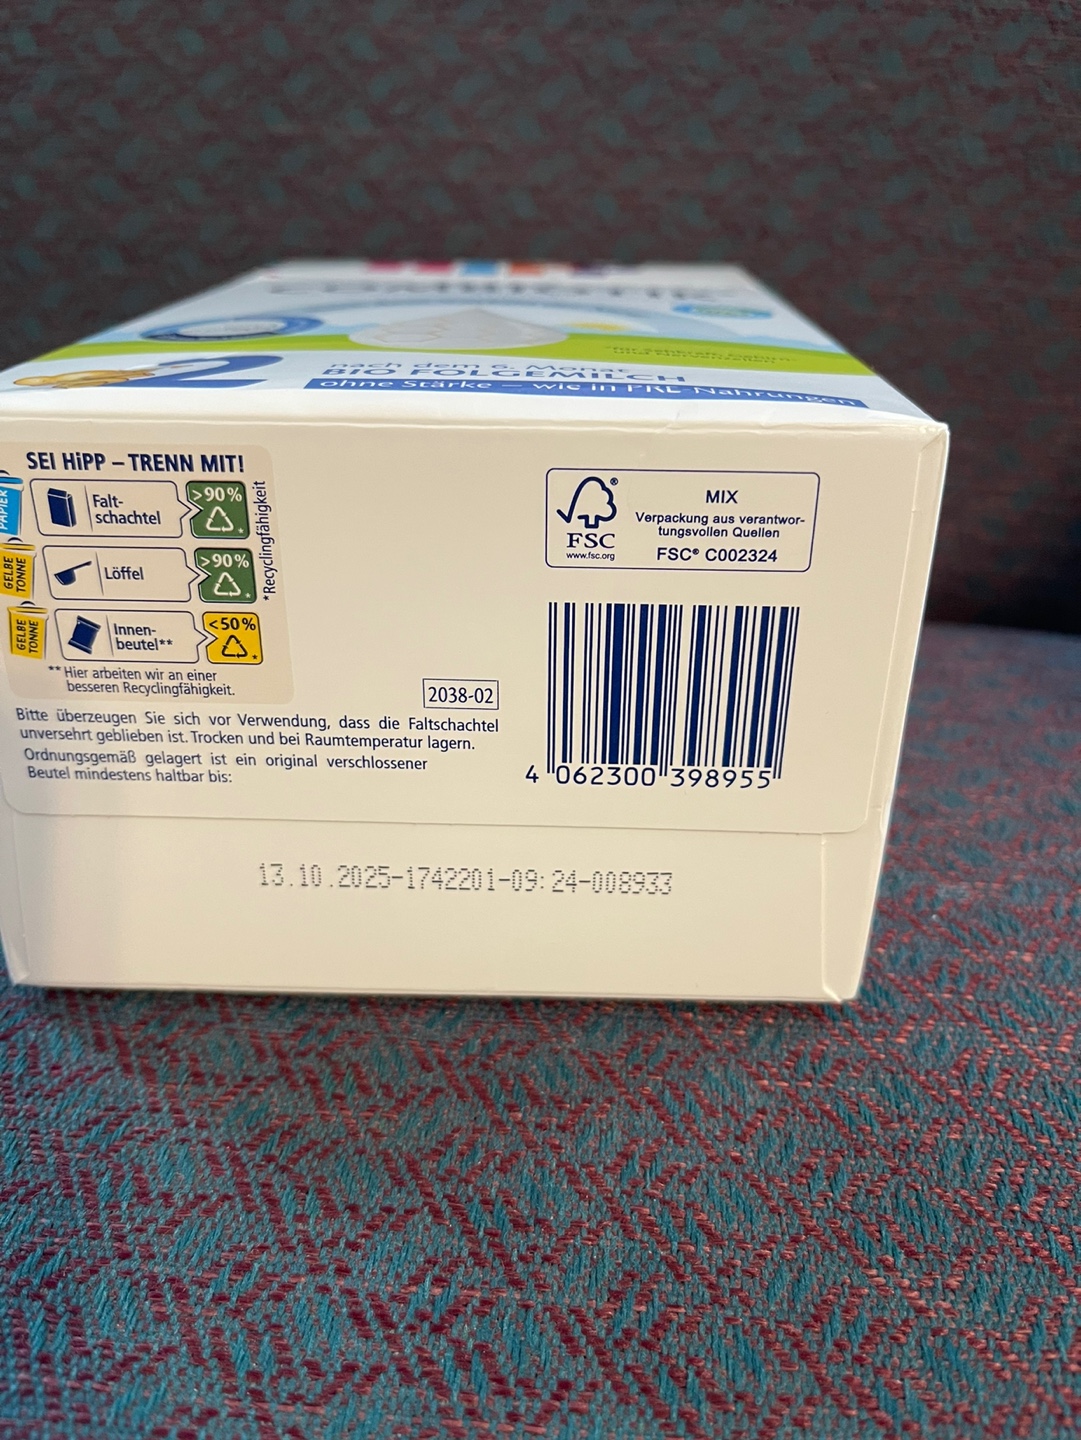 2
nach dem 6. Monat
BIO FOLGEMILCH
ohne Stärke – wie in PRE-Nahrungen
SEI HiPP – TRENN MIT!
PAPIER
Falt-
schachtel
>90%
*
GELBE
TONNE
Löffel
>90%
*
GELBE
TONNE
Innen-
beutel**
<50%
*
*Recyclingfähigkeit
** Hier arbeiten wir an einer
besseren Recyclingfähigkeit.
2038-02
Bitte überzeugen Sie sich vor Verwendung, dass die Faltschachtel
unversehrt geblieben ist. Trocken und bei Raumtemperatur lagern.
Ordnungsgemäß gelagert ist ein original verschlossener
Beutel mindestens haltbar bis:
®
FSC
www.fsc.org
MIX
Verpackung aus verantwor-
tungsvollen Quellen
FSC® C002324
4 062300 398955
13.10.2025-1742201-09:24-008933